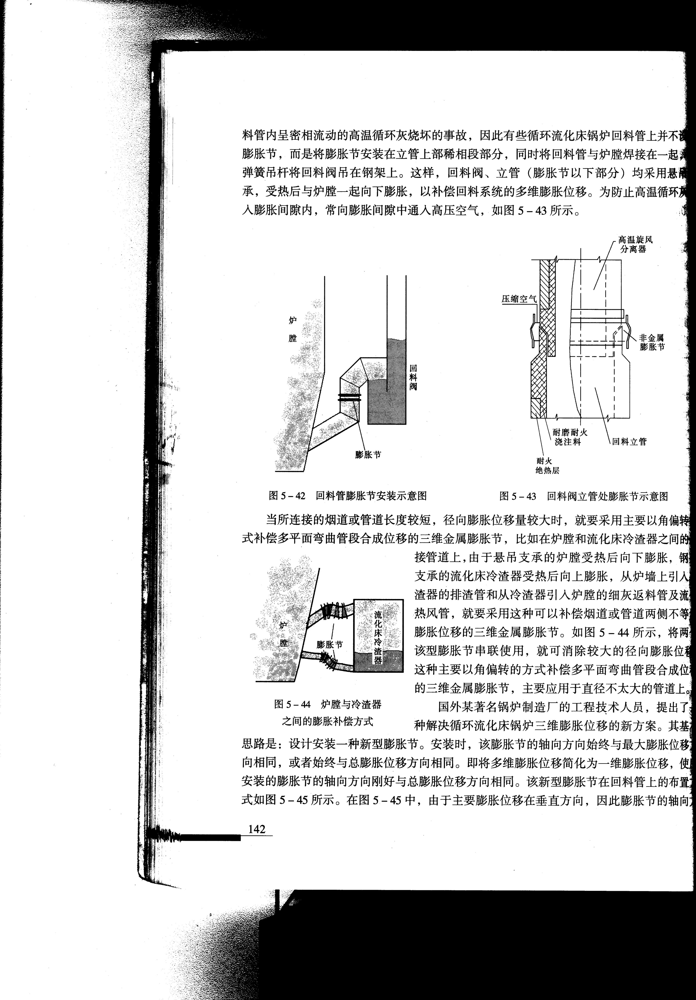 料管内呈密相流动的高温循环灰烧坏的事故，因此有些循环流化床锅炉回料管上并不
膨胀节，而是将膨胀节安装在立管上部稀相段部分，同时将回料管与炉膛焊接在一起
弹簧吊杆将回料阀吊在钢架上。这样，回料阀、立管（膨胀节以下部分）均采用悬
承，受热后与炉膛一起向下膨胀，以补偿回料系统的多维膨胀位移。为防止高温循环
入膨胀间隙内，常向膨胀间隙中通入高压空气，如图 5－43 所示。
炉膛
回料阀
膨胀节
高温旋风
分离器
压缩空气
非金属
膨胀节
耐磨耐火
浇注料
回料立管
耐火
绝热层
图 5－42 回料管膨胀节安装示意图
图 5－43 回料阀立管处膨胀节示意图
当所连接的烟道或管道长度较短，径向膨胀位移量较大时，就要采用主要以角偏转
式补偿多平面弯曲管段合成位移的三维金属膨胀节，比如在炉膛和流化床冷渣器之间的
接管道上，由于悬吊支承的炉膛受热后向下膨胀，钢
支承的流化床冷渣器受热后向上膨胀，从炉墙上引入
渣器的排渣管和从冷渣器引入炉膛的细灰返料管及流
热风管，就要采用这种可以补偿烟道或管道两侧不等
膨胀位移的三维金属膨胀节。如图 5－44 所示，将两
该型膨胀节串联使用，就可消除较大的径向膨胀位
这种主要以角偏转的方式补偿多平面弯曲管段合成位
的三维金属膨胀节，主要应用于直径不太大的管道上。
炉膛
膨胀节
流化床冷渣器
图 5－44 炉膛与冷渣器
之间的膨胀补偿方式
国外某著名锅炉制造厂的工程技术人员，提出了
种解决循环流化床锅炉三维膨胀位移的新方案。其基
思路是：设计安装一种新型膨胀节。安装时，该膨胀节的轴向方向始终与最大膨胀位移
向相同，或者始终与总膨胀位移方向相同。即将多维膨胀位移简化为一维膨胀位移，使
安装的膨胀节的轴向方向刚好与总膨胀位移方向相同。该新型膨胀节在回料管上的布置
式如图 5－45 所示。在图 5－45 中，由于主要膨胀位移在垂直方向，因此膨胀节的轴向
142